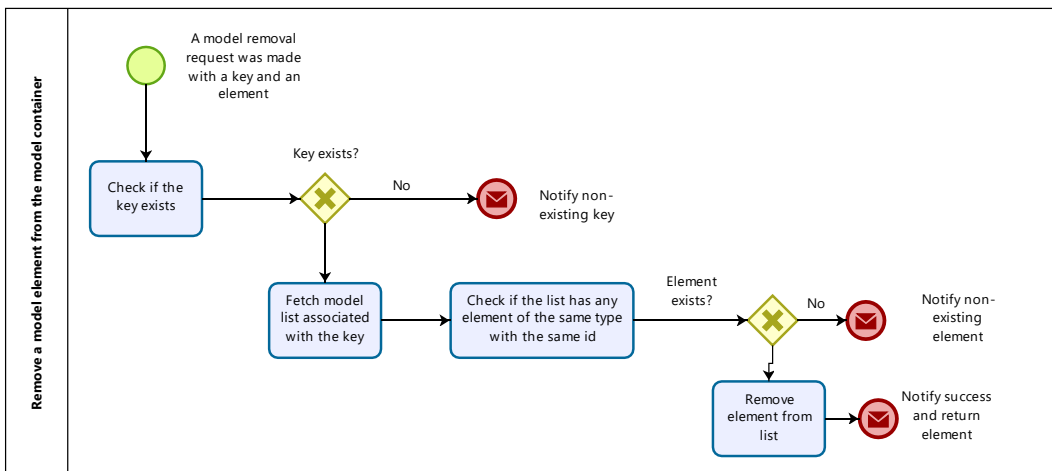 Remove a model element from the model container
A model removal
request was made
with a key and an
element
Check if the
key exists
Key exists?
No
Notify non-
existing key
Fetch model
list associated
with the key
Check if the list has any
element of the same type
with the same id
Element
exists?
No
Notify non-
existing
element
Remove
element from
list
Notify success
and return
element